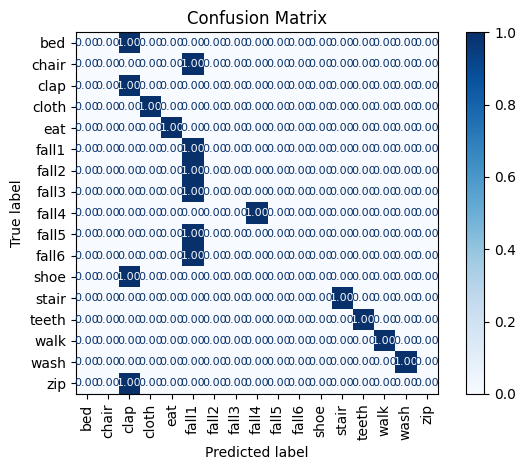 Confusion Matrix
True label
bed 0.00 0.00 1.00 0.00 0.00 0.00 0.00 0.00 0.00 0.00 0.00 0.00 0.00 0.00 0.00 0.00 0.00
chair 0.00 0.00 0.00 0.00 0.00 1.00 0.00 0.00 0.00 0.00 0.00 0.00 0.00 0.00 0.00 0.00 0.00
clap 0.00 0.00 1.00 0.00 0.00 0.00 0.00 0.00 0.00 0.00 0.00 0.00 0.00 0.00 0.00 0.00 0.00
cloth 0.00 0.00 0.00 1.00 0.00 0.00 0.00 0.00 0.00 0.00 0.00 0.00 0.00 0.00 0.00 0.00 0.00
eat 0.00 0.00 0.00 0.00 1.00 0.00 0.00 0.00 0.00 0.00 0.00 0.00 0.00 0.00 0.00 0.00 0.00
fall1 0.00 0.00 0.00 0.00 0.00 1.00 0.00 0.00 0.00 0.00 0.00 0.00 0.00 0.00 0.00 0.00 0.00
fall2 0.00 0.00 0.00 0.00 0.00 1.00 0.00 0.00 0.00 0.00 0.00 0.00 0.00 0.00 0.00 0.00 0.00
fall3 0.00 0.00 0.00 0.00 0.00 1.00 0.00 0.00 0.00 0.00 0.00 0.00 0.00 0.00 0.00 0.00 0.00
fall4 0.00 0.00 0.00 0.00 0.00 0.00 0.00 0.00 1.00 0.00 0.00 0.00 0.00 0.00 0.00 0.00 0.00
fall5 0.00 0.00 0.00 0.00 0.00 1.00 0.00 0.00 0.00 0.00 0.00 0.00 0.00 0.00 0.00 0.00 0.00
fall6 0.00 0.00 0.00 0.00 0.00 1.00 0.00 0.00 0.00 0.00 0.00 0.00 0.00 0.00 0.00 0.00 0.00
shoe 0.00 0.00 1.00 0.00 0.00 0.00 0.00 0.00 0.00 0.00 0.00 0.00 0.00 0.00 0.00 0.00 0.00
stair 0.00 0.00 0.00 0.00 0.00 0.00 0.00 0.00 0.00 0.00 0.00 0.00 1.00 0.00 0.00 0.00 0.00
teeth 0.00 0.00 0.00 0.00 0.00 0.00 0.00 0.00 0.00 0.00 0.00 0.00 0.00 1.00 0.00 0.00 0.00
walk 0.00 0.00 0.00 0.00 0.00 0.00 0.00 0.00 0.00 0.00 0.00 0.00 0.00 0.00 1.00 0.00 0.00
wash 0.00 0.00 0.00 0.00 0.00 0.00 0.00 0.00 0.00 0.00 0.00 0.00 0.00 0.00 0.00 1.00 0.00
zip 0.00 0.00 1.00 0.00 0.00 0.00 0.00 0.00 0.00 0.00 0.00 0.00 0.00 0.00 0.00 0.00 0.00
bed chair clap cloth eat fall1 fall2 fall3 fall4 fall5 fall6 shoe stair teeth walk wash zip
Predicted label
1.0
0.8
0.6
0.4
0.2
0.0